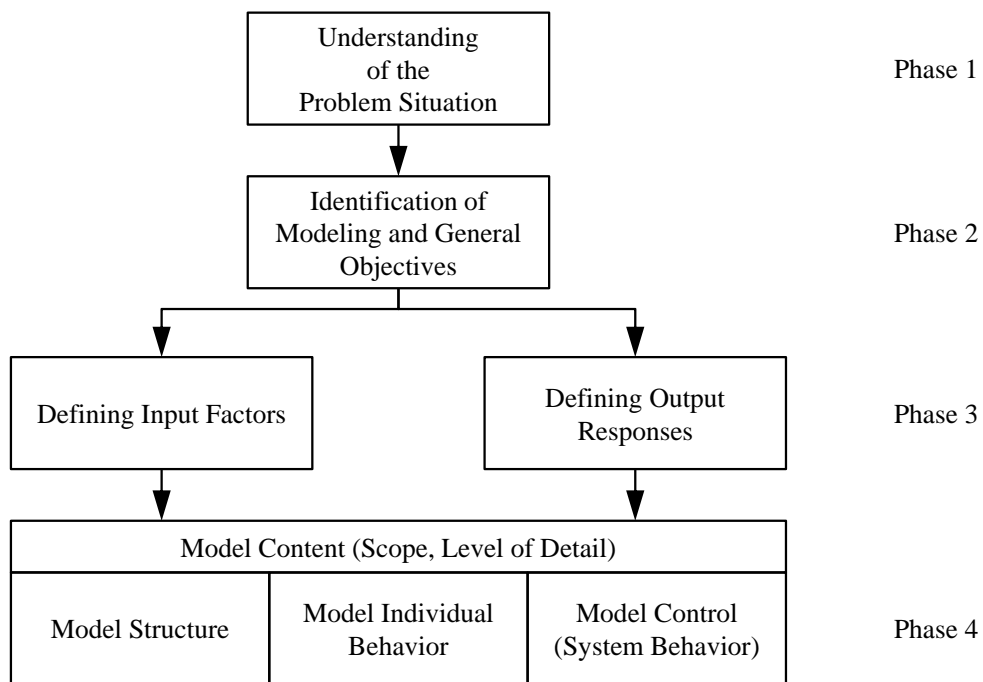 Understanding
of the
Problem Situation
Phase 1
Identification of
Modeling and General
Objectives
Phase 2
Defining Input Factors
Defining Output
Responses
Phase 3
Model Content (Scope, Level of Detail)
Model Structure
Model Individual
Behavior
Model Control
(System Behavior)
Phase 4